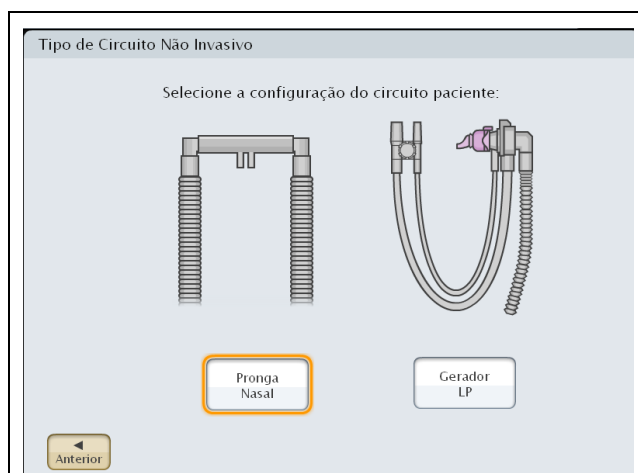 Tipo de Circuito Não Invasivo
Selecione a configuração do circuito paciente:
Pronga
Nasal
Gerador
LP
Anterior